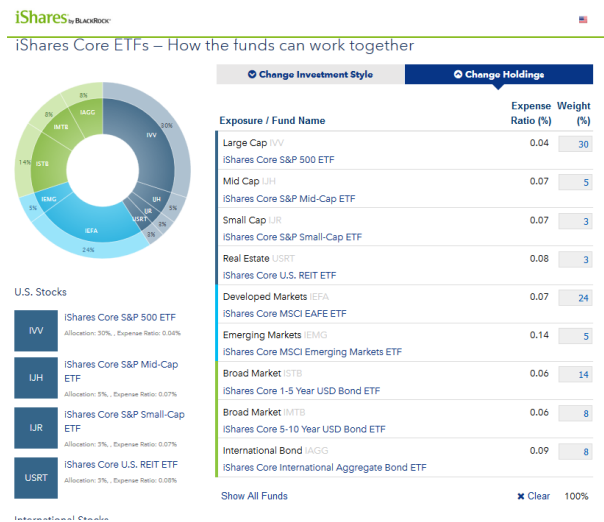 iShares by BLACKROCK®
iShares Core ETFs – How the funds can work together
8%
8%
IAGG
IMTB
30%
IVV
14%
ISTB
IJH
5%
IJR
3%
USRT
3%
IEMG
5%
IEFA
24%
U.S. Stocks
IVV
iShares Core S&P 500 ETF
Allocation: 30%, , Expense Ratio: 0.04%
IJH
iShares Core S&P Mid-Cap
ETF
Allocation: 5%, , Expense Ratio: 0.07%
IJR
iShares Core S&P Small-Cap
ETF
Allocation: 3%, , Expense Ratio: 0.07%
USRT
iShares Core U.S. REIT ETF
Allocation: 3%, , Expense Ratio: 0.08%
International Stocks
Change Investment Style
Change Holdings
Exposure / Fund Name
Expense Ratio (%)
Weight (%)
Large Cap IVV 0.04 30
iShares Core S&P 500 ETF
Mid Cap IJH 0.07 5
iShares Core S&P Mid-Cap ETF
Small Cap IJR 0.07 3
iShares Core S&P Small-Cap ETF
Real Estate USRT 0.08 3
iShares Core U.S. REIT ETF
Developed Markets IEFA 0.07 24
iShares Core MSCI EAFE ETF
Emerging Markets IEMG 0.14 5
iShares Core MSCI Emerging Markets ETF
Broad Market ISTB 0.06 14
iShares Core 1-5 Year USD Bond ETF
Broad Market IMTB 0.06 8
iShares Core 5-10 Year USD Bond ETF
International Bond IAGG 0.09 8
iShares Core International Aggregate Bond ETF
Show All Funds
Clear 100%